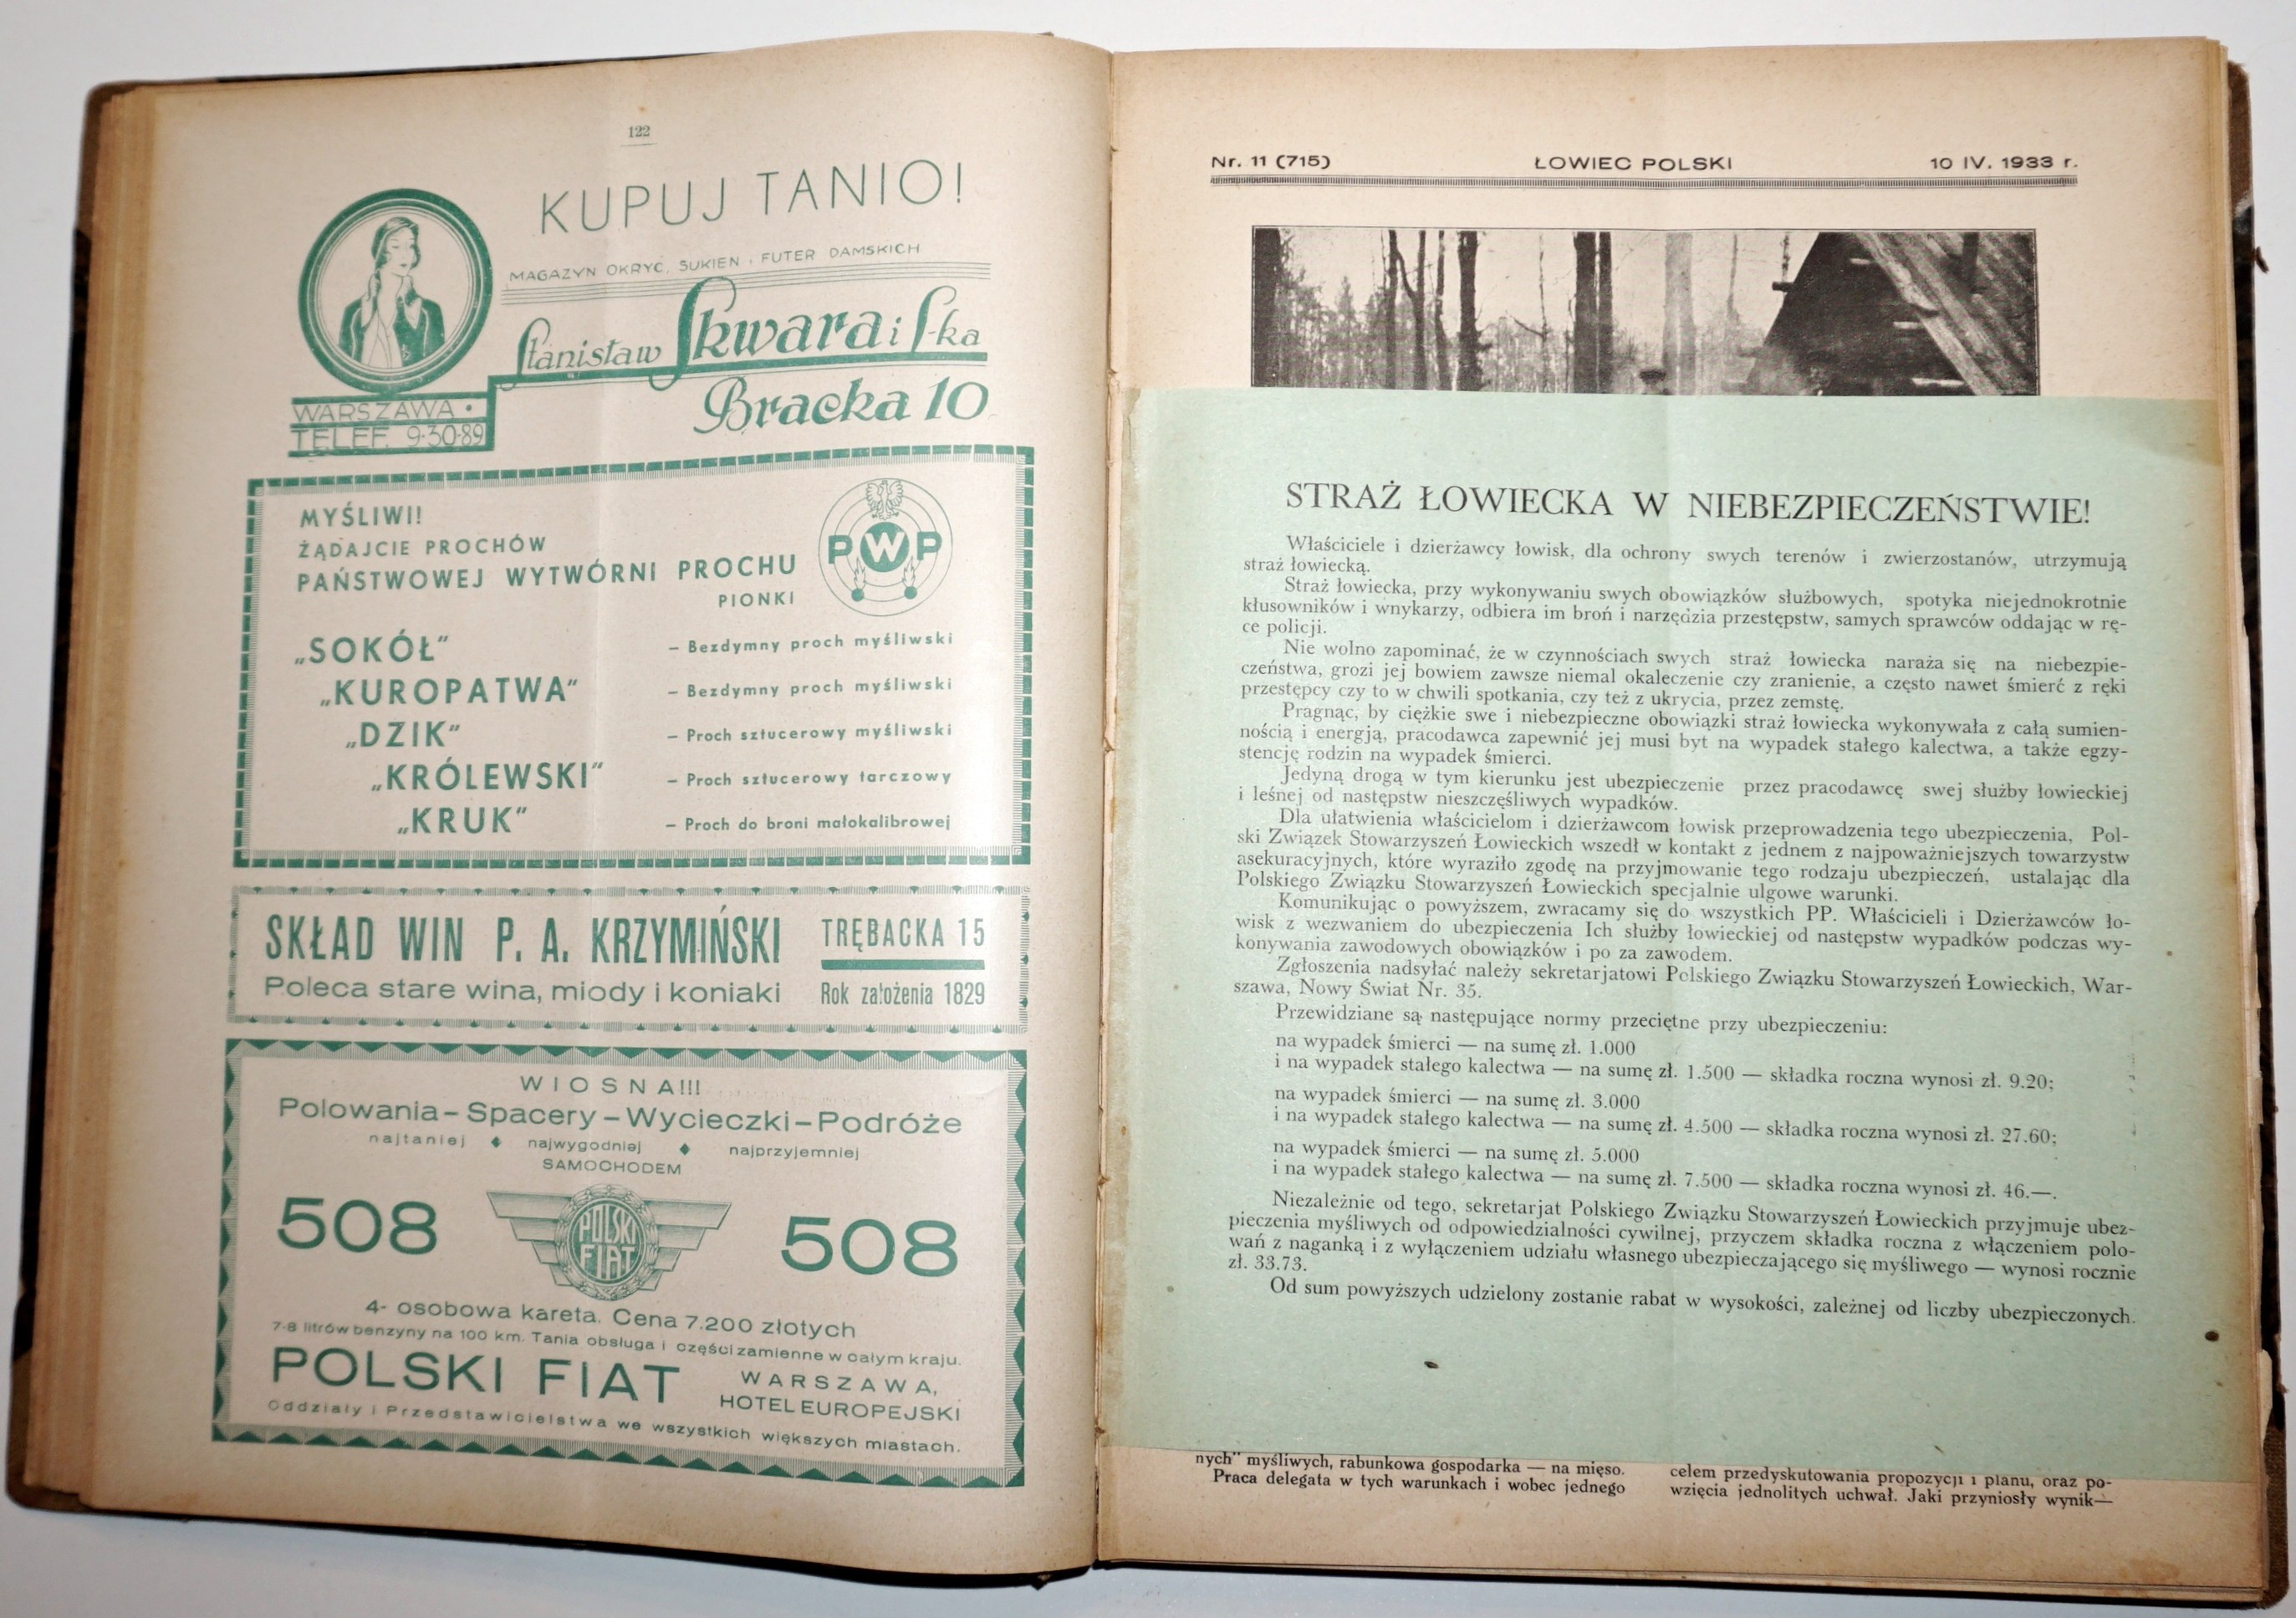 122
KUPUJ TANIO!
MAGAZYN OKRYĆ, SUKIEN i FUTER DAMSKICH
Stanisław Skwara i S-ka
Bracka 10
WARSZAWA •
TELEF. 9-30-89
MYŚLIWI!
ŻĄDAJCIE PROCHÓW
PAŃSTWOWEJ WYTWÓRNI PROCHU
PIONKI
PWP
„SOKÓŁ" – Bezdymny proch myśliwski
„KUROPATWA" – Bezdymny proch myśliwski
„DZIK" – Proch sztucerowy myśliwski
„KRÓLEWSKI" – Proch sztucerowy tarczowy
„KRUK" – Proch do broni małokalibrowej
SKŁAD WIN P. A. KRZYMIŃSKI TRĘBACKA 15
Poleca stare wina, miody i koniaki Rok założenia 1829
WIOSNA!!!
Polowania – Spacery – Wycieczki – Podróże
najtaniej ♦ najwygodniej ♦ najprzyjemniej
SAMOCHODEM
508 POLSKI FIAT 508
4- osobowa kareta. Cena 7.200 złotych
7-8 litrów benzyny na 100 km. Tania obsługa i części zamienne w całym kraju.
POLSKI FIAT WARSZAWA,
HOTEL EUROPEJSKI
Oddziały i Przedstawicielstwa we wszystkich większych miastach.
Nr. 11 (715) ŁOWIEC POLSKI 10 IV. 1933 r.
STRAŻ ŁOWIECKA W NIEBEZPIECZEŃSTWIE!
Właściciele i dzierżawcy łowisk, dla ochrony swych terenów i zwierzostanów, utrzymują
straż łowiecką.
Straż łowiecka, przy wykonywaniu swych obowiązków służbowych, spotyka niejednokrotnie
kłusowników i wnykarzy, odbiera im broń i narzędzia przestępstw, samych sprawców oddając w rę-
ce policji.
Nie wolno zapominać, że w czynnościach swych straż łowiecka naraża się na niebezpie-
czeństwa, grozi jej bowiem zawsze niemal okaleczenie czy zranienie, a często nawet śmierć z ręki
przestępcy czy to w chwili spotkania, czy też z ukrycia, przez zemstę.
Pragnąc, by ciężkie swe i niebezpieczne obowiązki straż łowiecka wykonywała z całą sumien-
nością i energją, pracodawca zapewnić jej musi byt na wypadek stałego kalectwa, a także egzy-
stencję rodzin na wypadek śmierci.
Jedyną drogą w tym kierunku jest ubezpieczenie przez pracodawcę swej służby łowieckiej
i leśnej od następstw nieszczęśliwych wypadków.
Dla ułatwienia właścicielom i dzierżawcom łowisk przeprowadzenia tego ubezpieczenia, Pol-
ski Związek Stowarzyszeń Łowieckich wszedł w kontakt z jednem z najpoważniejszych towarzystw
asekuracyjnych, które wyraziło zgodę na przyjmowanie tego rodzaju ubezpieczeń, ustalając dla
Polskiego Związku Stowarzyszeń Łowieckich specjalnie ulgowe warunki.
Komunikując o powyższem, zwracamy się do wszystkich PP. Właścicieli i Dzierżawców ło-
wisk z wezwaniem do ubezpieczenia Ich służby łowieckiej od następstw wypadków podczas wy-
konywania zawodowych obowiązków i po za zawodem.
Zgłoszenia nadsyłać należy sekretarjatowi Polskiego Związku Stowarzyszeń Łowieckich, War-
szawa, Nowy Świat Nr. 35.
Przewidziane są następujące normy przeciętne przy ubezpieczeniu:
na wypadek śmierci — na sumę zł. 1.000
i na wypadek stałego kalectwa — na sumę zł. 1.500 — składka roczna wynosi zł. 9.20;
na wypadek śmierci — na sumę zł. 3.000
i na wypadek stałego kalectwa — na sumę zł. 4.500 — składka roczna wynosi zł. 27.60;
na wypadek śmierci — na sumę zł. 5.000
i na wypadek stałego kalectwa — na sumę zł. 7.500 — składka roczna wynosi zł. 46.—.
Niezależnie od tego, sekretarjat Polskiego Związku Stowarzyszeń Łowieckich przyjmuje ubez-
pieczenia myśliwych od odpowiedzialności cywilnej, przyczem składka roczna z włączeniem polo-
wań z naganką i z wyłączeniem udziału własnego ubezpieczającego się myśliwego — wynosi rocznie
zł. 33.73.
Od sum powyższych udzielony zostanie rabat w wysokości, zależnej od liczby ubezpieczonych.
nych" myśliwych, rabunkowa gospodarka — na mięso.
Praca delegata w tych warunkach i wobec jednego
celem przedyskutowania propozycji i planu, oraz po-
wzięcia jednolitych uchwał. Jaki przyniosły wynik—